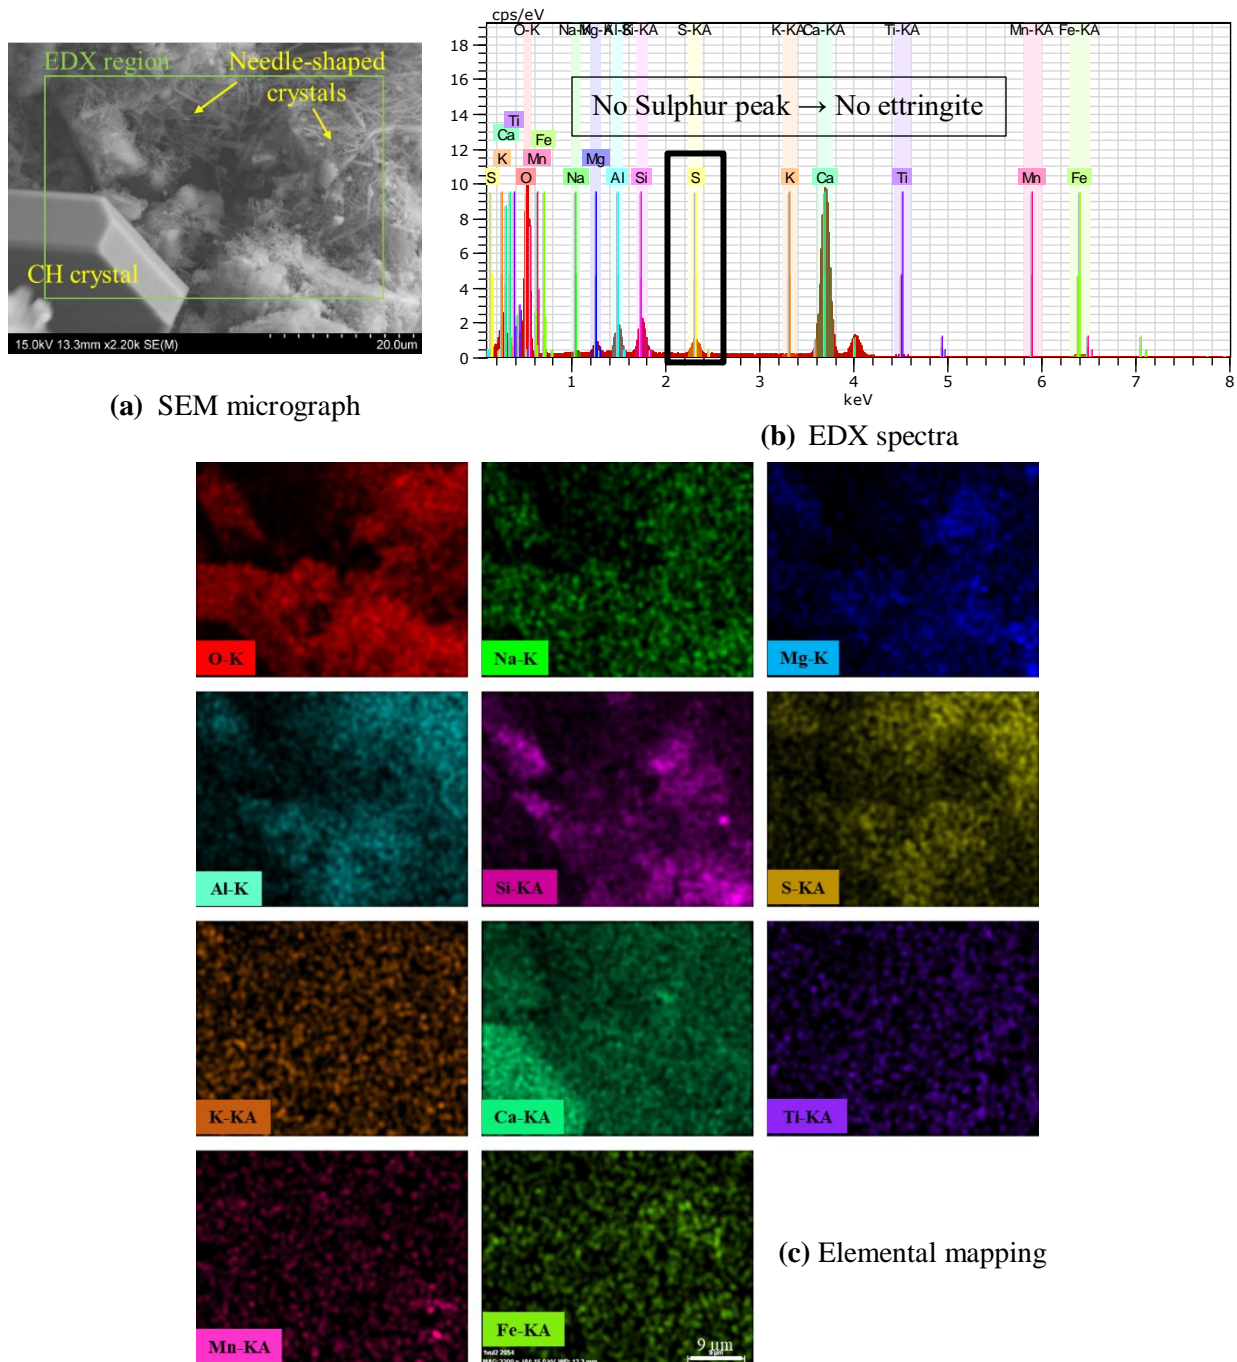 EDX region
Needle-shaped
crystals
CH crystal
15.0kV 13.3mm x2.20k SE(M)
20.0um
(a) SEM micrograph
cps/eV
O-K
Mg-K
Si-KA
S-KA
K-KA
Ca-KA
Ti-KA
Mn-KA
Fe-KA
18
16
14
12
10
8
6
4
2
0
No Sulphur peak → No ettringite
Ti
Ca
Fe
K
Mn
Mg
S
O
Na
Al
Si
S
K
Ca
Ti
Mn
Fe
1
2
3
4
5
6
7
8
keV
(b) EDX spectra
O-K
Na-K
Mg-K
Al-K
Si-KA
S-KA
K-KA
Ca-KA
Ti-KA
Mn-KA
Fe-KA
9 µm
(c) Elemental mapping